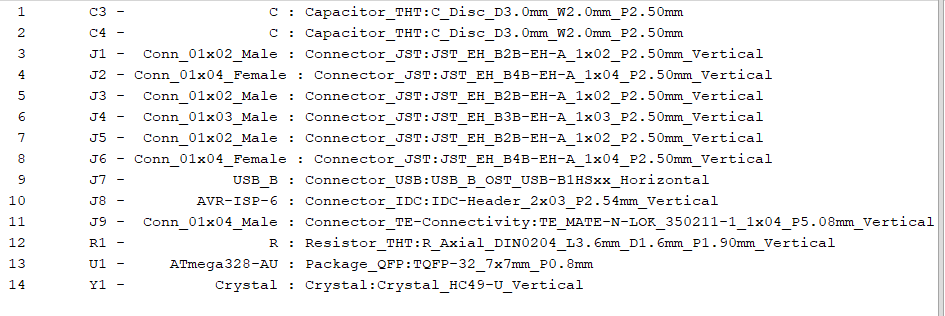 1 C3 - C : Capacitor_THT:C_Disc_D3.0mm_W2.0mm_P2.50mm
2 C4 - C : Capacitor_THT:C_Disc_D3.0mm_W2.0mm_P2.50mm
3 J1 - Conn_01x02_Male : Connector_JST:JST_EH_B2B-EH-A_1x02_P2.50mm_Vertical
4 J2 - Conn_01x04_Female : Connector_JST:JST_EH_B4B-EH-A_1x04_P2.50mm_Vertical
5 J3 - Conn_01x02_Male : Connector_JST:JST_EH_B2B-EH-A_1x02_P2.50mm_Vertical
6 J4 - Conn_01x03_Male : Connector_JST:JST_EH_B3B-EH-A_1x03_P2.50mm_Vertical
7 J5 - Conn_01x02_Male : Connector_JST:JST_EH_B2B-EH-A_1x02_P2.50mm_Vertical
8 J6 - Conn_01x04_Female : Connector_JST:JST_EH_B4B-EH-A_1x04_P2.50mm_Vertical
9 J7 - USB_B : Connector_USB:USB_B_OST_USB-B1HSxx_Horizontal
10 J8 - AVR-ISP-6 : Connector_IDC:IDC-Header_2x03_P2.54mm_Vertical
11 J9 - Conn_01x04_Male : Connector_TE-Connectivity:TE_MATE-N-LOK_350211-1_1x04_P5.08mm_Vertical
12 R1 - R : Resistor_THT:R_Axial_DIN0204_L3.6mm_D1.6mm_P1.90mm_Vertical
13 U1 - ATmega328-AU : Package_QFP:TQFP-32_7x7mm_P0.8mm
14 Y1 - Crystal : Crystal:Crystal_HC49-U_Vertical